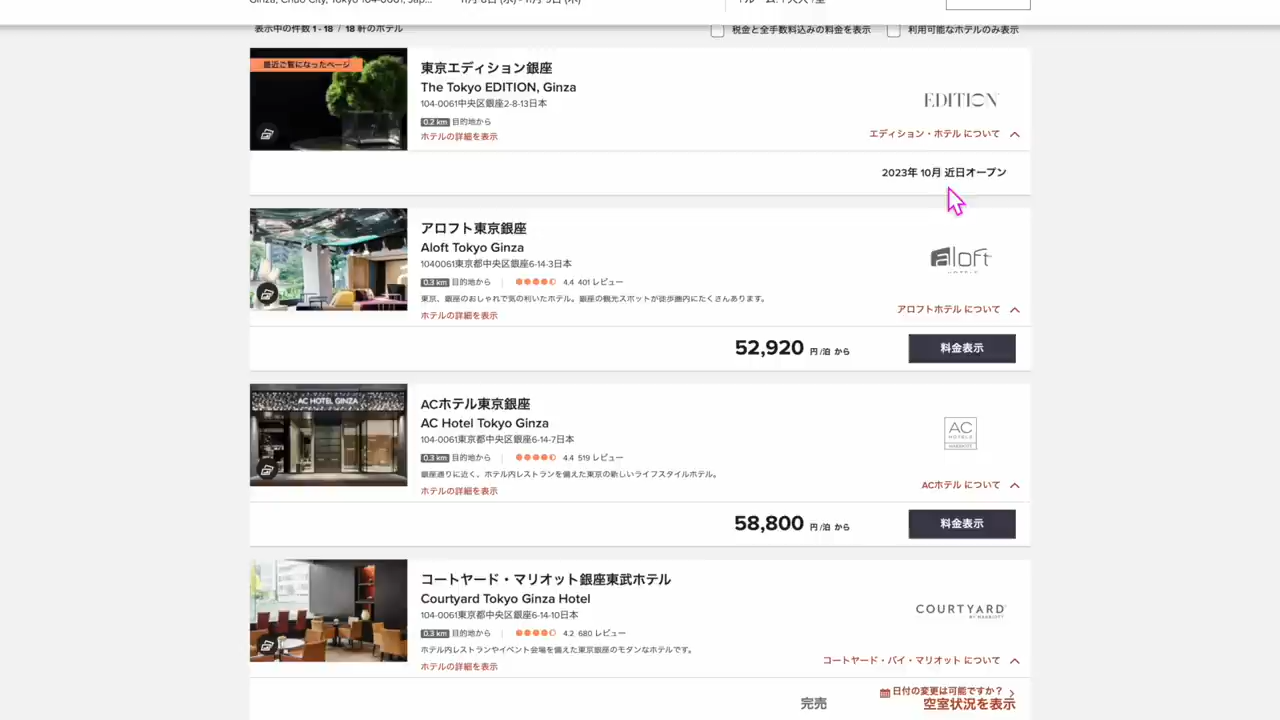 表示中の件数 1 - 18 / 18 軒のホテル
税金と全手数料込みの料金を表示
利用可能なホテルのみ表示
最近ご覧になったページ
東京エディション銀座
The Tokyo EDITION, Ginza
104-0061中央区銀座2-8-13日本
0.2 km 目的地から
ホテルの詳細を表示
EDITION
エディション・ホテル について
2023年 10月 近日オープン
アロフト東京銀座
Aloft Tokyo Ginza
1040061東京都中央区銀座6-14-3日本
0.3 km 目的地から
4.4 401 レビュー
東京、銀座のおしゃれで気の利いたホテル。銀座の観光スポットが徒歩圏内にたくさんあります。
ホテルの詳細を表示
aloft
HOTELS
アロフトホテル について
52,920 円 /泊 から
料金表示
AC HOTEL GINZA
ACホテル東京銀座
AC Hotel Tokyo Ginza
104-0061東京都中央区銀座6-14-7日本
0.3 km 目的地から
4.4 519 レビュー
銀座通りに近く、ホテル内レストランを備えた東京の新しいライフスタイルホテル。
ホテルの詳細を表示
AC
HOTELS
MARRIOTT
ACホテル について
58,800 円 /泊 から
料金表示
コートヤード・マリオット銀座東武ホテル
Courtyard Tokyo Ginza Hotel
104-0061東京都中央区銀座6-14-10日本
0.3 km 目的地から
4.2 680 レビュー
ホテル内レストランやイベント会場を備えた東京銀座のモダンなホテルです。
ホテルの詳細を表示
COURTYARD
BY MARRIOTT
コートヤード・バイ・マリオット について
完売
日付の変更は可能ですか？
空室状況を表示